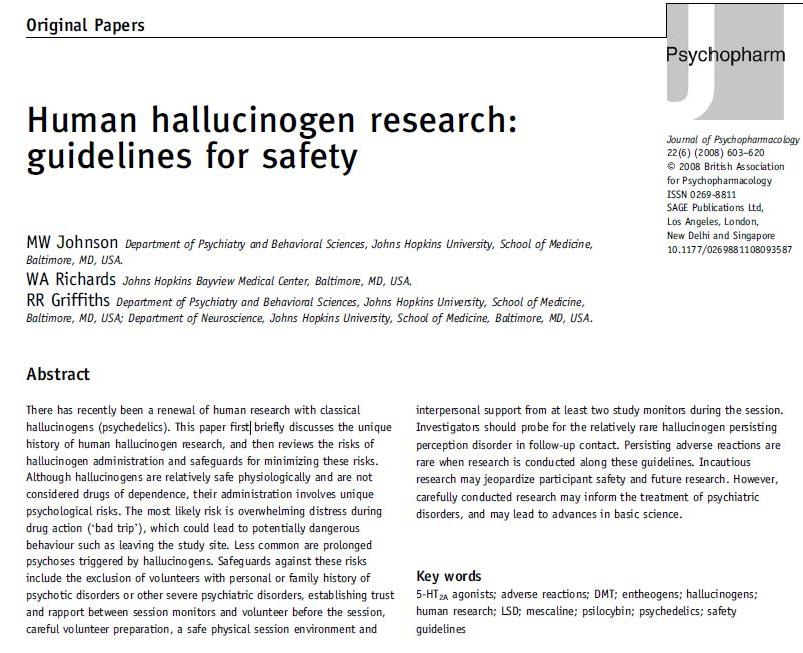 Original Papers
Psychopharm
Human hallucinogen research:
guidelines for safety
Journal of Psychopharmacology
22(6) (2008) 603–620
© 2008 British Association
for Psychopharmacology
ISSN 0269-8811
SAGE Publications Ltd,
Los Angeles, London,
New Delhi and Singapore
10.1177/0269881108093587
MW Johnson Department of Psychiatry and Behavioral Sciences, Johns Hopkins University, School of Medicine,
Baltimore, MD, USA.
WA Richards Johns Hopkins Bayview Medical Center, Baltimore, MD, USA.
RR Griffiths Department of Psychiatry and Behavioral Sciences, Johns Hopkins University, School of Medicine,
Baltimore, MD, USA; Department of Neuroscience, Johns Hopkins University, School of Medicine, Baltimore, MD, USA.
Abstract
There has recently been a renewal of human research with classical
hallucinogens (psychedelics). This paper first briefly discusses the unique
history of human hallucinogen research, and then reviews the risks of
hallucinogen administration and safeguards for minimizing these risks.
Although hallucinogens are relatively safe physiologically and are not
considered drugs of dependence, their administration involves unique
psychological risks. The most likely risk is overwhelming distress during
drug action (‘bad trip’), which could lead to potentially dangerous
behaviour such as leaving the study site. Less common are prolonged
psychoses triggered by hallucinogens. Safeguards against these risks
include the exclusion of volunteers with personal or family history of
psychotic disorders or other severe psychiatric disorders, establishing trust
and rapport between session monitors and volunteer before the session,
careful volunteer preparation, a safe physical session environment and
interpersonal support from at least two study monitors during the session.
Investigators should probe for the relatively rare hallucinogen persisting
perception disorder in follow-up contact. Persisting adverse reactions are
rare when research is conducted along these guidelines. Incautious
research may jeopardize participant safety and future research. However,
carefully conducted research may inform the treatment of psychiatric
disorders, and may lead to advances in basic science.
Key words
5-HT2A agonists; adverse reactions; DMT; entheogens; hallucinogens;
human research; LSD; mescaline; psilocybin; psychedelics; safety
guidelines